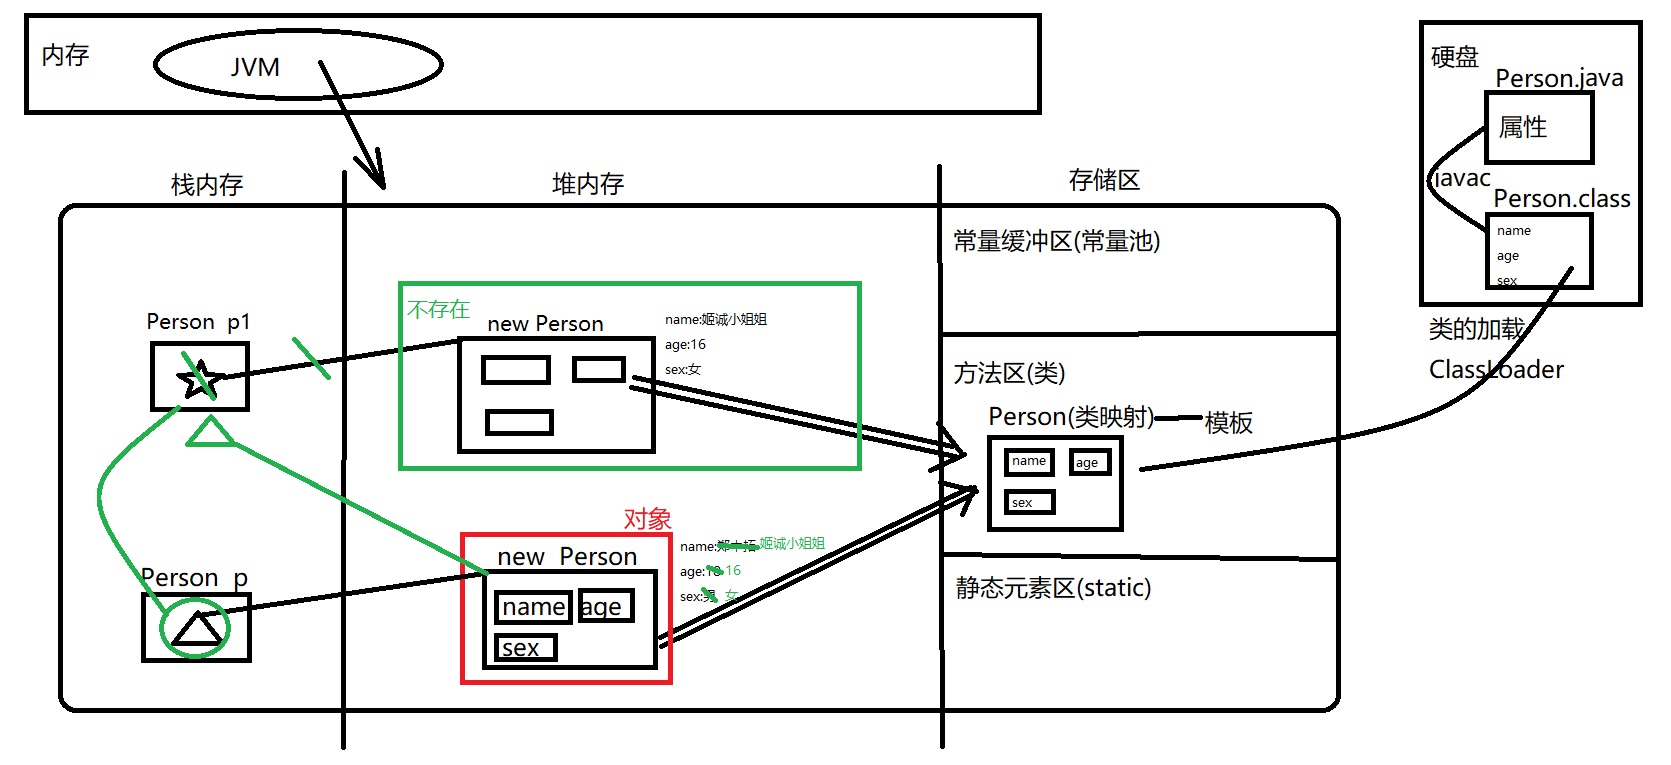 内存
JVM
硬盘
Person.java
属性
javac
Person.class
name
age
sex
类的加载
ClassLoader
栈内存
堆内存
存储区
常量缓冲区(常量池)
不存在
Person p1
new Person
name:姬诚小姐姐
age:16
sex:女
方法区(类)
Person(类映射)
模板
name
age
sex
对象
Person p
new Person
name
age
sex
name: 姬诚小姐姐
age:18 16
sex:男 女
静态元素区(static)